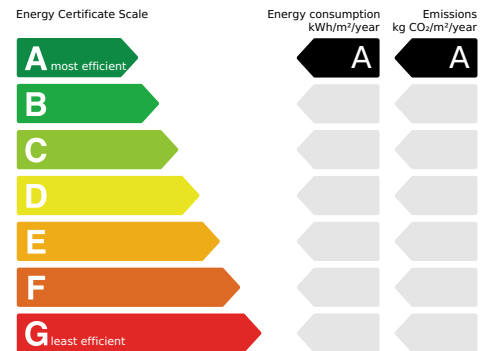 Energy Certificate Scale
Energy consumption
kWh/m²/year
Emissions
kg CO₂/m²/year
A most efficient A A
B
C
D
E
F
G least efficient